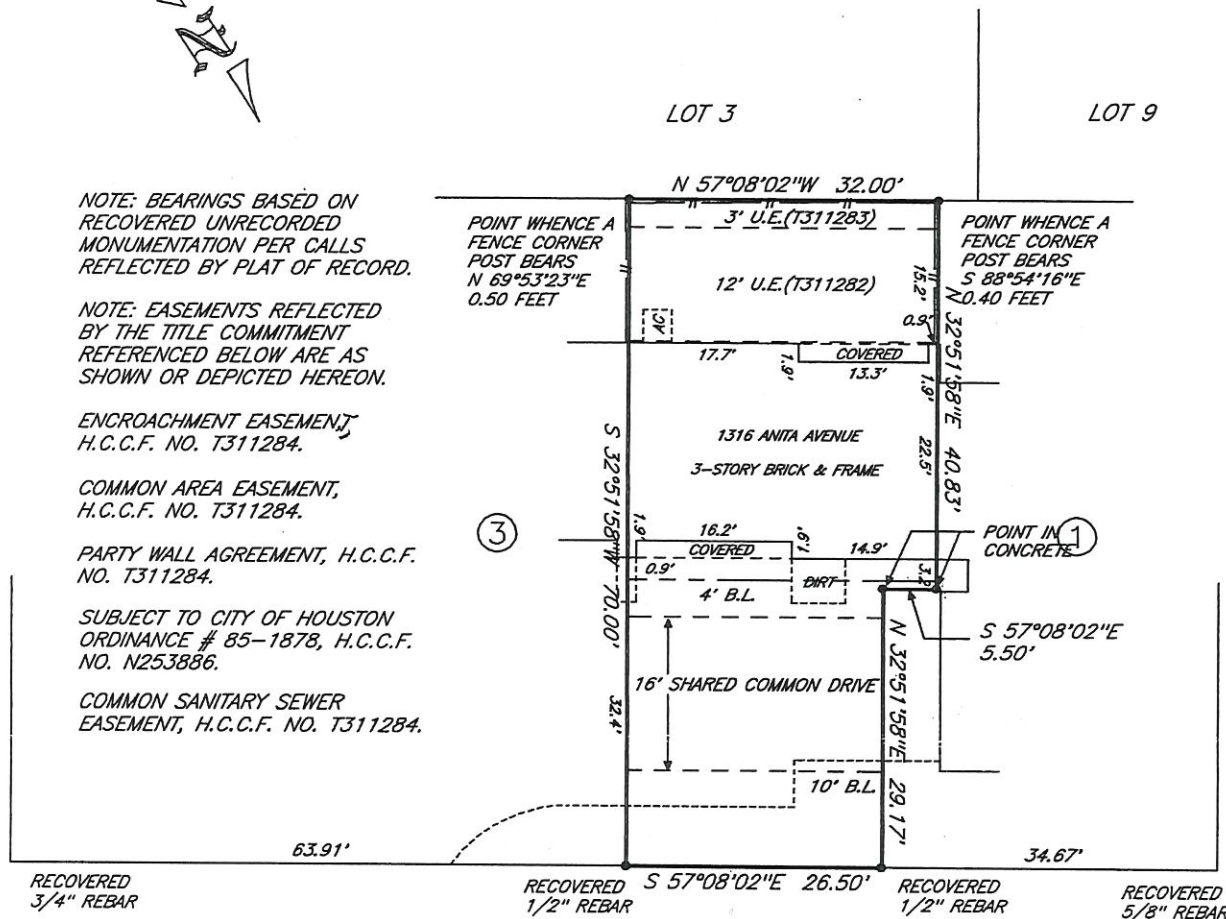 N
LOT 3
LOT 9
NOTE: BEARINGS BASED ON
RECOVERED UNRECORDED
MONUMENTATION PER CALLS
REFLECTED BY PLAT OF RECORD.
NOTE: EASEMENTS REFLECTED
BY THE TITLE COMMITMENT
REFERENCED BELOW ARE AS
SHOWN OR DEPICTED HEREON.
ENCROACHMENT EASEMENT,
H.C.C.F. NO. T311284.
COMMON AREA EASEMENT,
H.C.C.F. NO. T311284.
PARTY WALL AGREEMENT, H.C.C.F.
NO. T311284.
SUBJECT TO CITY OF HOUSTON
ORDINANCE # 85-1878, H.C.C.F.
NO. N253886.
COMMON SANITARY SEWER
EASEMENT, H.C.C.F. NO. T311284.
N 57°08'02"W 32.00'
POINT WHENCE A
FENCE CORNER
POST BEARS
N 69°53'23"E
0.50 FEET
3' U.E.(T311283)
12' U.E.(T311282)
POINT WHENCE A
FENCE CORNER
POST BEARS
S 88°54'16"E
0.40 FEET
15.2'
0.9'
AC
17.7'
1.9'
COVERED
13.3'
1.9'
N 32°51'58"E 40.83'
22.5'
1316 ANITA AVENUE
3-STORY BRICK & FRAME
S 32°51'58"W 70.00'
3
1
POINT IN
CONCRETE
1.9'
16.2'
COVERED
1.9'
14.9'
0.9'
DIRT
3.2'
4' B.L.
S 57°08'02"E
5.50'
16' SHARED COMMON DRIVE
N 32°51'58"E 29.17'
32.4'
10' B.L.
63.91'
34.67'
S 57°08'02"E 26.50'
RECOVERED
3/4" REBAR
RECOVERED
1/2" REBAR
RECOVERED
1/2" REBAR
RECOVERED
5/8" REBAR